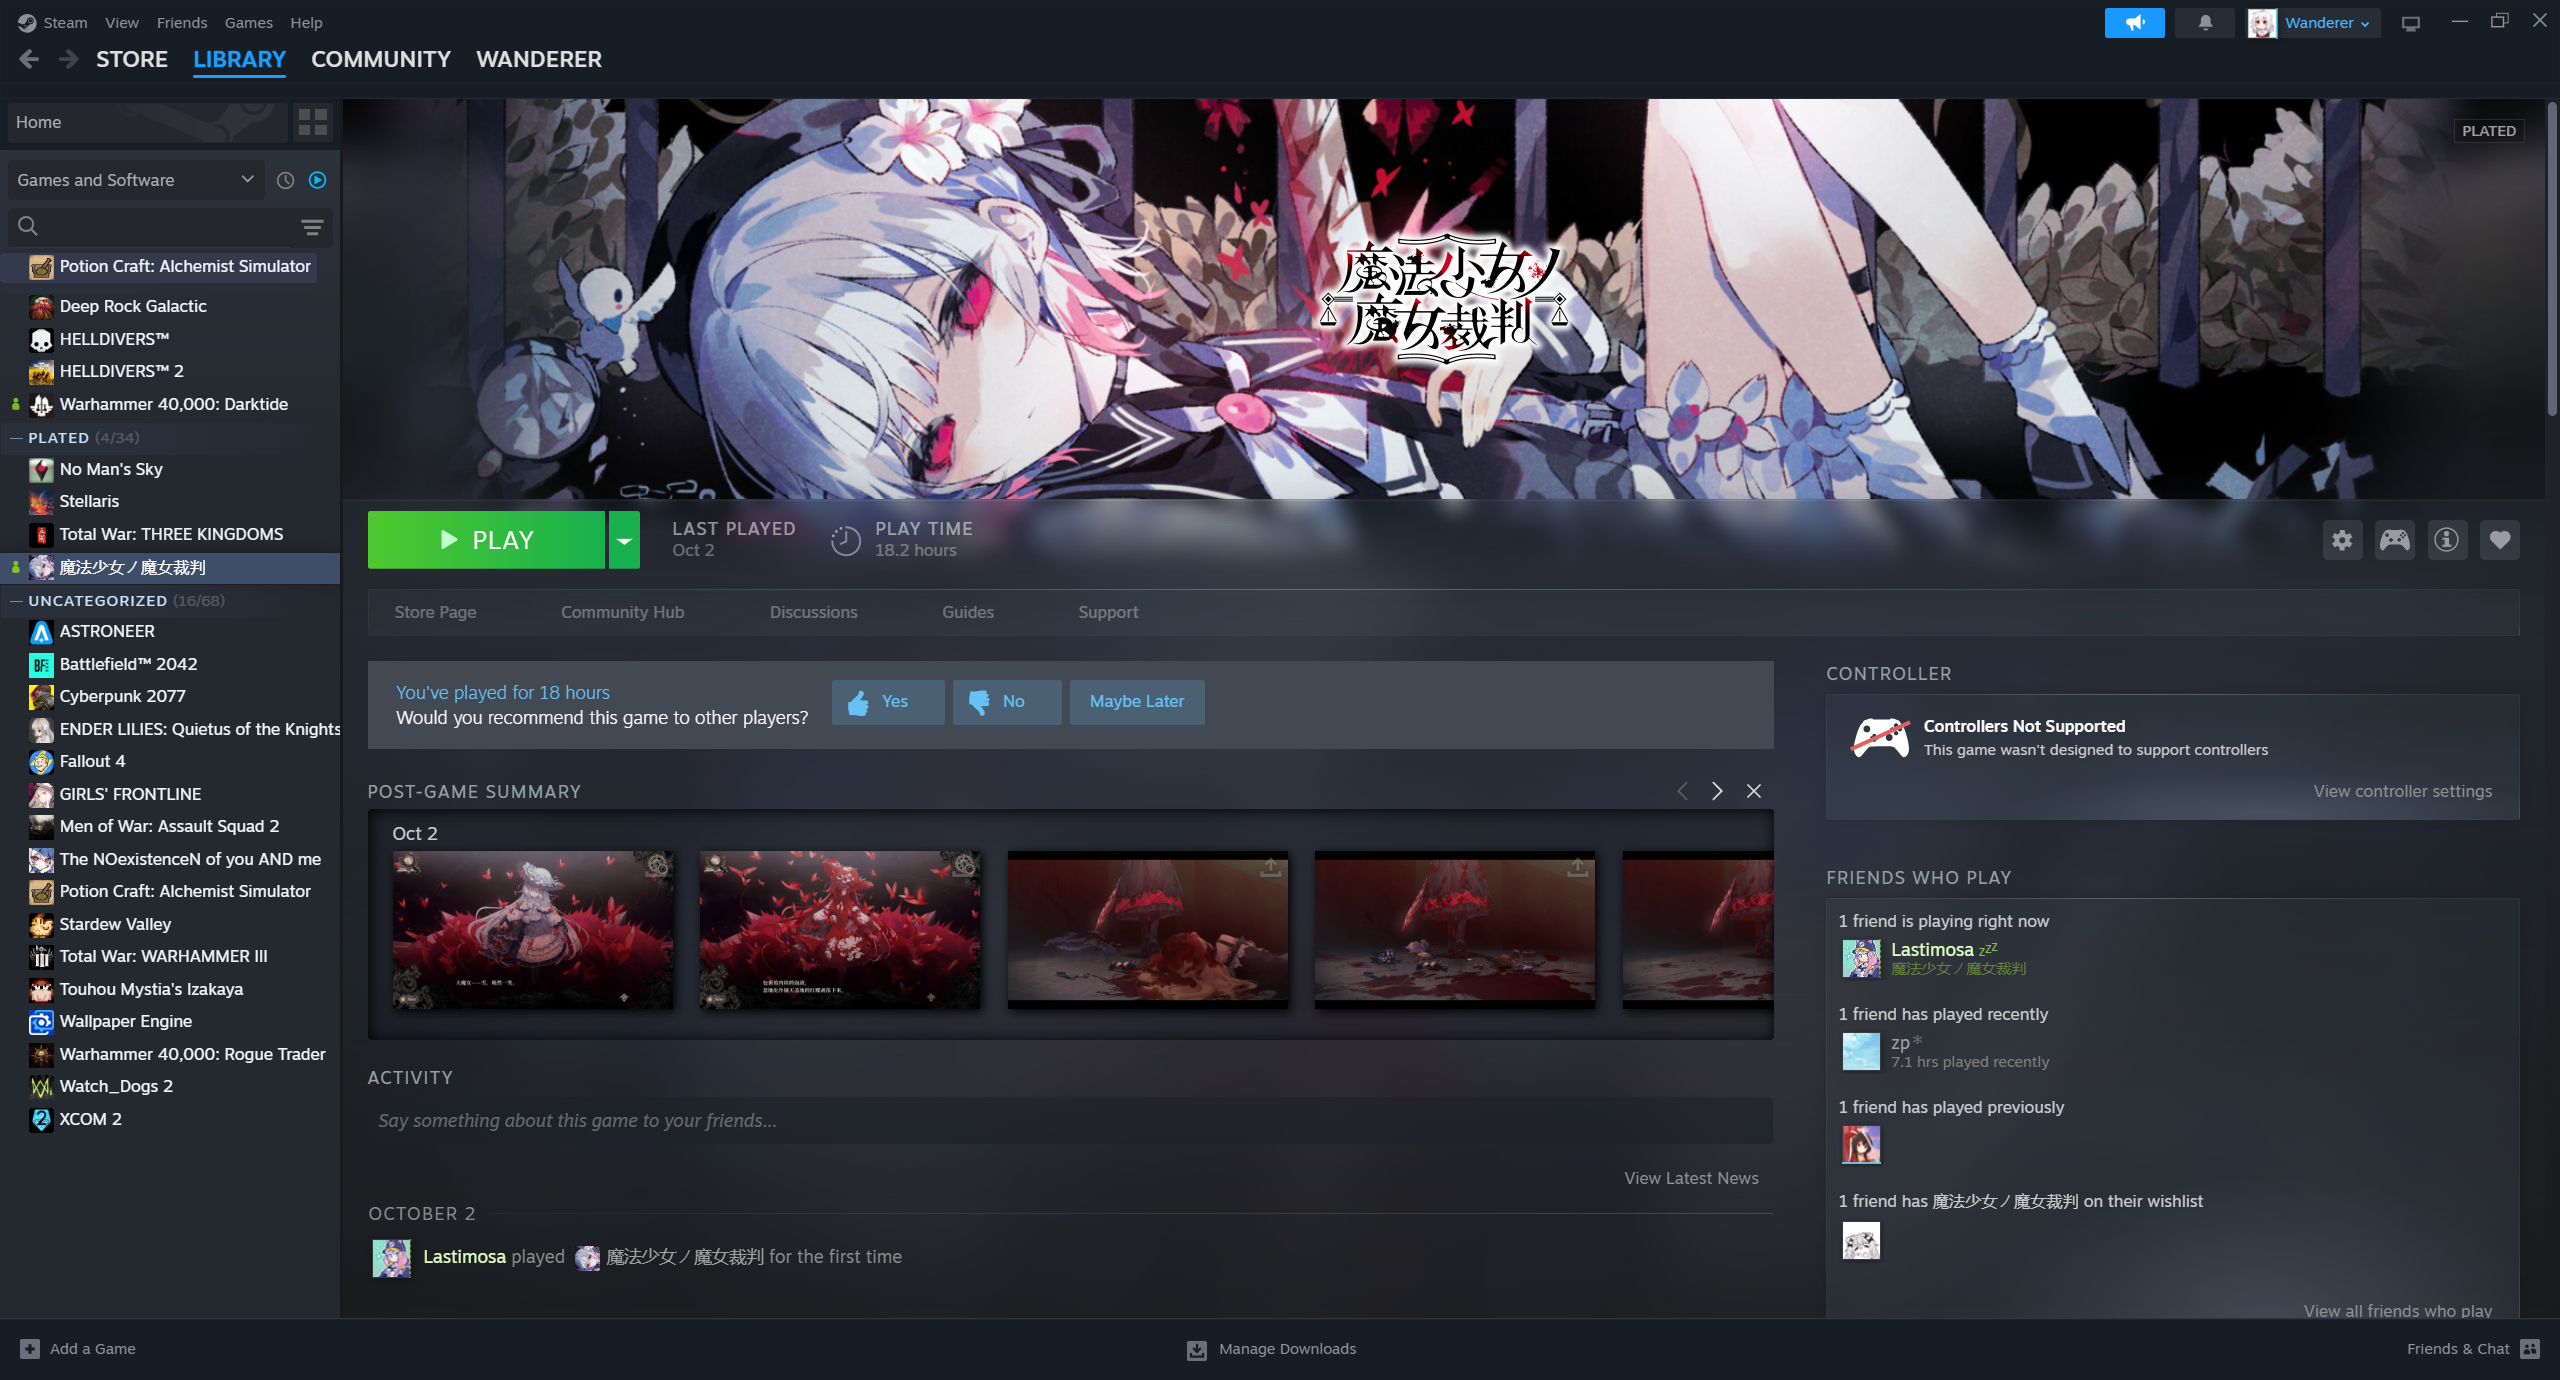 Steam View Friends Games Help
Wanderer
STORE LIBRARY COMMUNITY WANDERER
Home
Games and Software
Potion Craft: Alchemist Simulator
Deep Rock Galactic
HELLDIVERS™
HELLDIVERS™ 2
Warhammer 40,000: Darktide
PLATED (4/34)
No Man's Sky
Stellaris
Total War: THREE KINGDOMS
魔法少女ノ魔女裁判
UNCATEGORIZED (16/68)
ASTRONEER
Battlefield™ 2042
Cyberpunk 2077
ENDER LILIES: Quietus of the Knights
Fallout 4
GIRLS' FRONTLINE
Men of War: Assault Squad 2
The NOexistenceN of you AND me
Potion Craft: Alchemist Simulator
Stardew Valley
Total War: WARHAMMER III
Touhou Mystia's Izakaya
Wallpaper Engine
Warhammer 40,000: Rogue Trader
Watch_Dogs 2
XCOM 2
PLATED
魔法少女ノ
魔女裁判
PLAY
LAST PLAYED
Oct 2
PLAY TIME
18.2 hours
Store Page Community Hub Discussions Guides Support
You've played for 18 hours
Would you recommend this game to other players?
Yes No Maybe Later
POST-GAME SUMMARY
Oct 2
ACTIVITY
Say something about this game to your friends...
View Latest News
OCTOBER 2
Lastimosa played 魔法少女ノ魔女裁判 for the first time
CONTROLLER
Controllers Not Supported
This game wasn't designed to support controllers
View controller settings
FRIENDS WHO PLAY
1 friend is playing right now
Lastimosa zzZ
魔法少女ノ魔女裁判
1 friend has played recently
zp*
7.1 hrs played recently
1 friend has played previously
1 friend has 魔法少女ノ魔女裁判 on their wishlist
View all friends who play
Add a Game
Manage Downloads
Friends & Chat